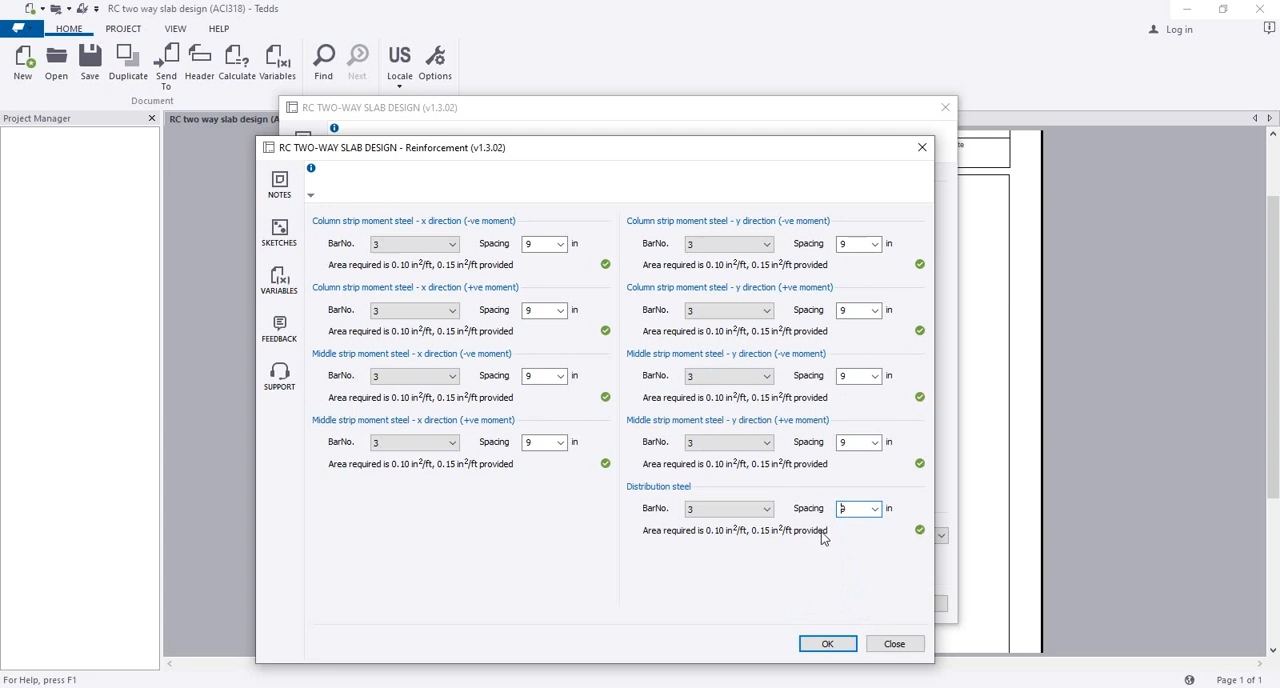 RC two way slab design (ACI318) - Tedds
HOME PROJECT VIEW HELP
Log in
New Open Save Duplicate Send To Header Calculate Variables Find Next US Locale Options
Document
Project Manager
RC two way slab design (A
RC TWO-WAY SLAB DESIGN (v1.3.02)
RC TWO-WAY SLAB DESIGN - Reinforcement (v1.3.02)
NOTES
SKETCHES
VARIABLES
FEEDBACK
SUPPORT
Column strip moment steel - x direction (-ve moment)
BarNo. 3 Spacing 9 in
Area required is 0.10 in²/ft, 0.15 in²/ft provided
Column strip moment steel - x direction (+ve moment)
BarNo. 3 Spacing 9 in
Area required is 0.10 in²/ft, 0.15 in²/ft provided
Middle strip moment steel - x direction (-ve moment)
BarNo. 3 Spacing 9 in
Area required is 0.10 in²/ft, 0.15 in²/ft provided
Middle strip moment steel - x direction (+ve moment)
BarNo. 3 Spacing 9 in
Area required is 0.10 in²/ft, 0.15 in²/ft provided
Column strip moment steel - y direction (-ve moment)
BarNo. 3 Spacing 9 in
Area required is 0.10 in²/ft, 0.15 in²/ft provided
Column strip moment steel - y direction (+ve moment)
BarNo. 3 Spacing 9 in
Area required is 0.10 in²/ft, 0.15 in²/ft provided
Middle strip moment steel - y direction (-ve moment)
BarNo. 3 Spacing 9 in
Area required is 0.10 in²/ft, 0.15 in²/ft provided
Middle strip moment steel - y direction (+ve moment)
BarNo. 3 Spacing 9 in
Area required is 0.10 in²/ft, 0.15 in²/ft provided
Distribution steel
BarNo. 3 Spacing 9 in
Area required is 0.10 in²/ft, 0.15 in²/ft provided
OK Close
For Help, press F1
Page 1 of 1